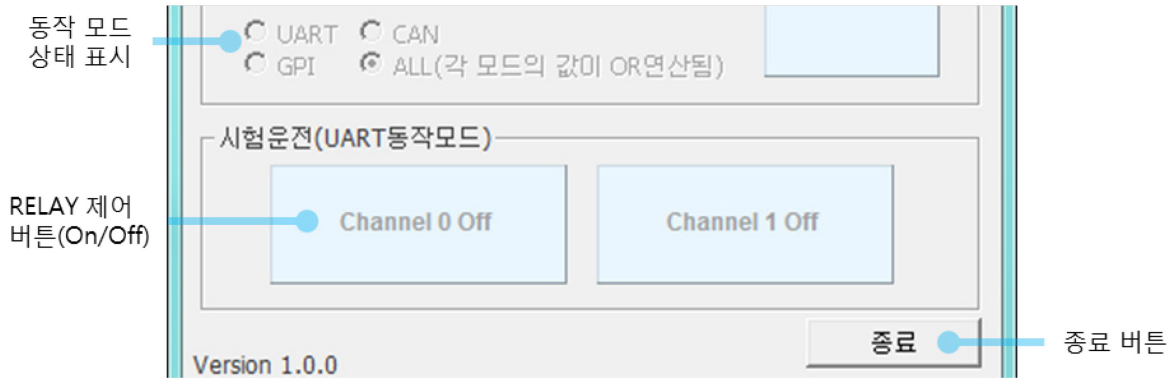 동작 모드
상태 표시
UART CAN
GPI ALL(각 모드의 값이 OR연산됨)
시험운전(UART동작모드)
RELAY 제어
버튼(On/Off)
Channel 0 Off Channel 1 Off
종료 종료 버튼
Version 1.0.0